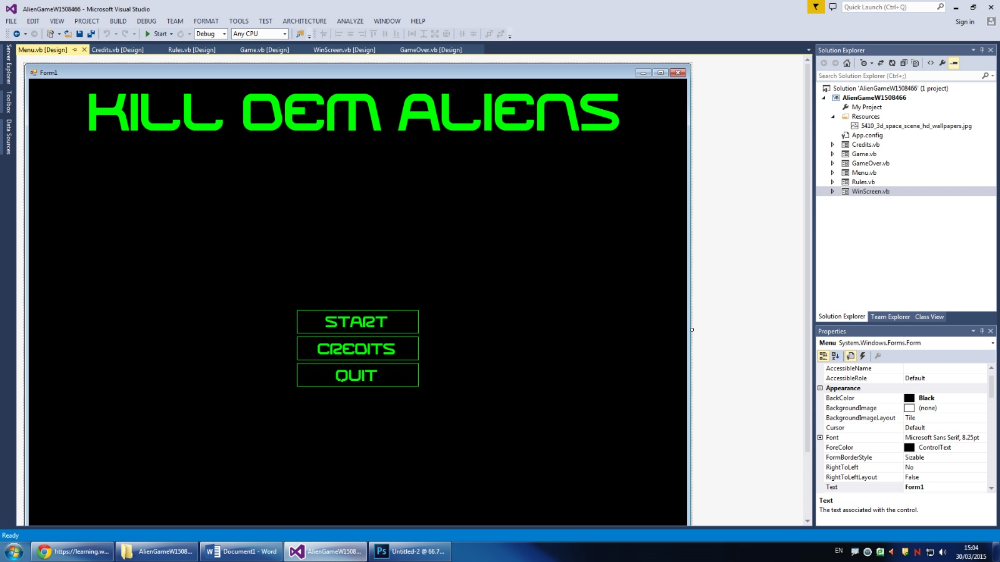 AlienGameW1508466 - Microsoft Visual Studio
Quick Launch (Ctrl+Q)
FILE EDIT VIEW PROJECT BUILD DEBUG TEAM FORMAT TOOLS TEST ARCHITECTURE ANALYZE WINDOW HELP
Sign in
Start Debug Any CPU
Server Explorer
Toolbox
Data Sources
Menu.vb [Design] Credits.vb [Design] Rules.vb [Design] Game.vb [Design] WinScreen.vb [Design] GameOver.vb [Design]
Form1
KILL DEM ALIENS
START
CREDITS
QUIT
Solution Explorer
Search Solution Explorer (Ctrl+;)
Solution 'AlienGameW1508466' (1 project)
VB AlienGameW1508466
My Project
Resources
5410_3d_space_scene_hd_wallpapers.jpg
App.config
Credits.vb
Game.vb
GameOver.vb
Menu.vb
Rules.vb
WinScreen.vb
Solution Explorer Team Explorer Class View
Properties
Menu System.Windows.Forms.Form
AccessibleName
AccessibleRole Default
Appearance
BackColor Black
BackgroundImage (none)
BackgroundImageLayout Tile
Cursor Default
Font Microsoft Sans Serif, 8.25pt
ForeColor ControlText
FormBorderStyle Sizable
RightToLeft No
RightToLeftLayout False
Text Form1
Text
The text associated with the control.
Ready
https://learning.w... AlienGameW1508... Document1 - Word AlienGameW1508... Ps Untitled-2 @ 66.7...
EN
15:04
30/03/2015